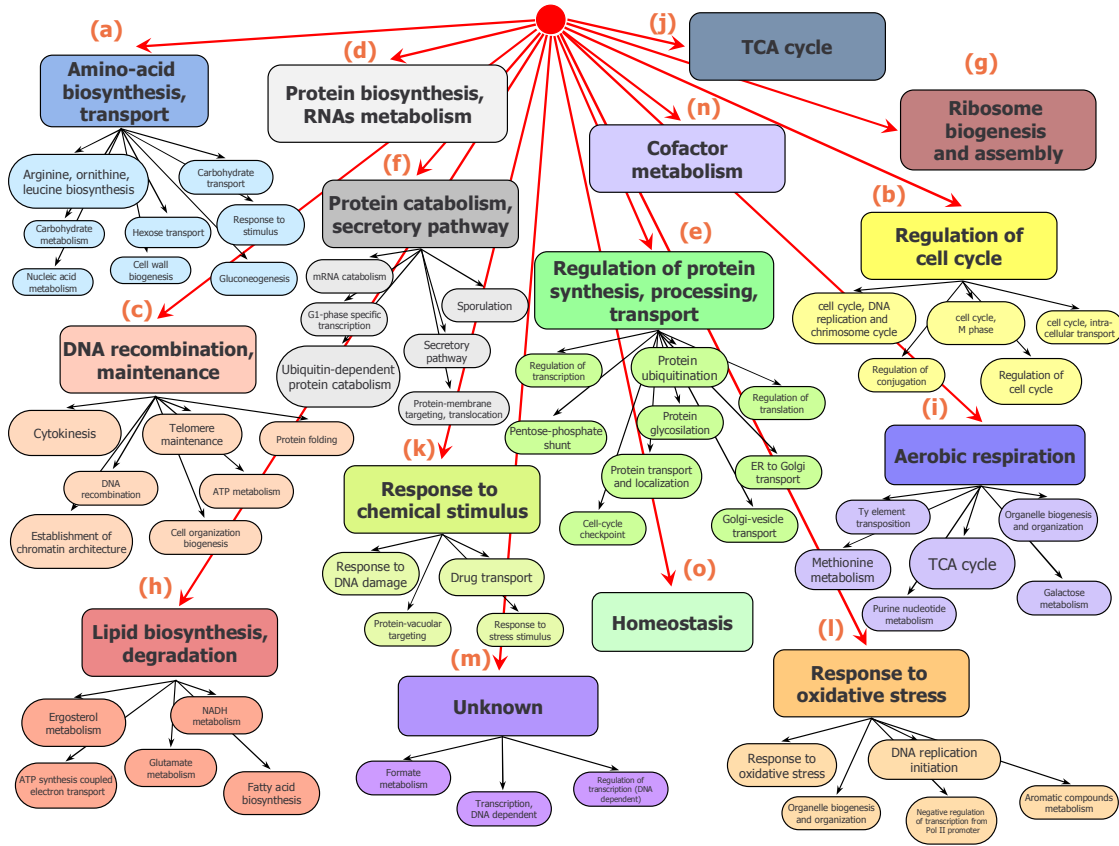 (a)
Amino-acid
biosynthesis,
transport
Arginine, ornithine,
leucine biosynthesis
Carbohydrate
transport
Carbohydrate
metabolism
Hexose transport
Response to
stimulus
Nucleic acid
metabolism
Cell wall
biogenesis
Gluconeogenesis
(d)
Protein biosynthesis,
RNAs metabolism
(j)
TCA cycle
(g)
Ribosome
biogenesis
and assembly
(n)
Cofactor
metabolism
(f)
Protein catabolism,
secretory pathway
mRNA catabolism
Sporulation
G1-phase specific
transcription
Secretory
pathway
Ubiquitin-dependent
protein catabolism
Protein-membrane
targeting, translocation
(b)
Regulation of
cell cycle
cell cycle, DNA
replication and
chrimosome cycle
cell cycle,
M phase
cell cycle, intra-
cellular transport
Regulation
of conjugation
Regulation of
cell cycle
(e)
Regulation of protein
synthesis, processing,
transport
Regulation of
transcription
Protein
ubiquitination
Regulation of
translation
Pentose-phosphate
shunt
Protein
glycosilation
Protein transport
and localization
ER to Golgi
transport
Cell-cycle
checkpoint
Golgi-vesicle
transport
(c)
DNA recombination,
maintenance
Cytokinesis
Telomere
maintenance
Protein folding
DNA
recombination
ATP metabolism
Establishment of
chromatin architecture
Cell organization
biogenesis
(k)
Response to
chemical stimulus
Response to
DNA damage
Drug transport
Protein-vacuolar
targeting
Response to
stress stimulus
(i)
Aerobic respiration
Ty element
transposition
Organelle biogenesis
and organization
Methionine
metabolism
TCA cycle
Galactose
metabolism
Purine nucleotide
metabolism
(h)
Lipid biosynthesis,
degradation
Ergosterol
metabolism
NADH
metabolism
ATP synthesis coupled
electron transport
Glutamate
metabolism
Fatty acid
biosynthesis
(o)
Homeostasis
(m)
Unknown
Formate
metabolism
Transcription,
DNA dependent
Regulation of
transcription (DNA
dependent)
(l)
Response to
oxidative stress
Response to
oxidative stress
DNA replication
initiation
Organelle biogenesis
and organization
Negative regulation
of transcription from
Pol II promoter
Aromatic compounds
metabolism